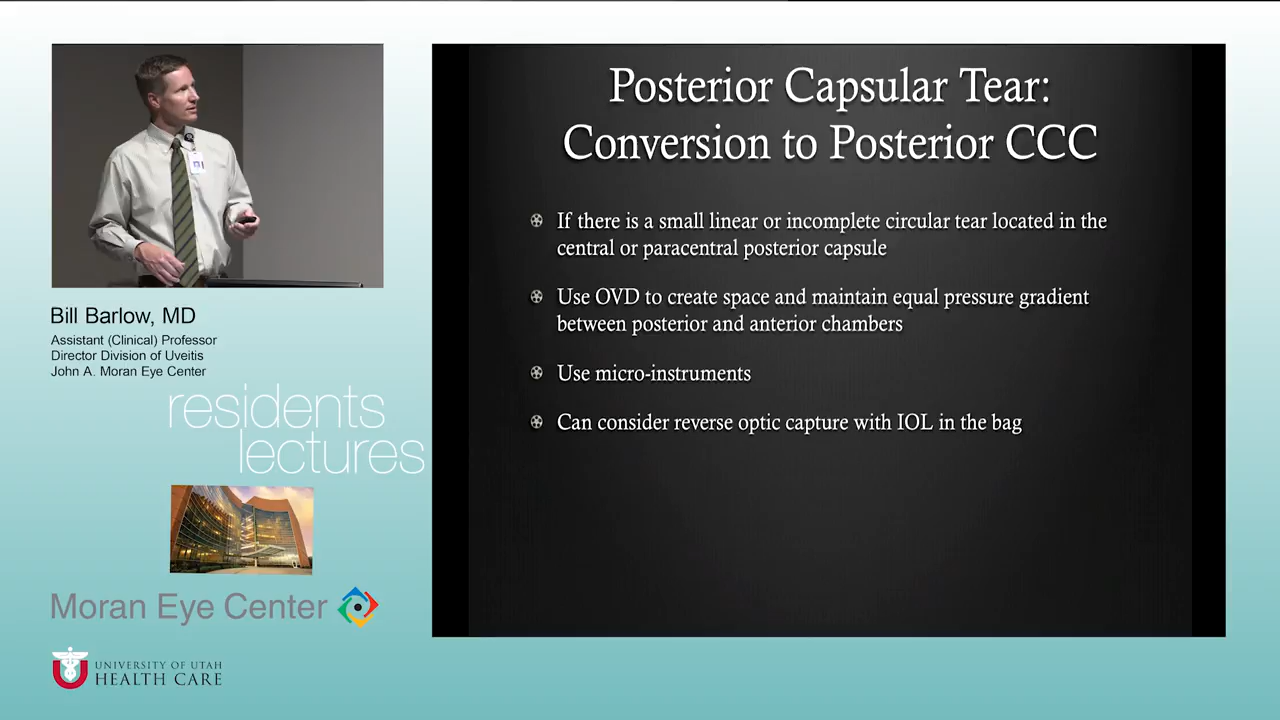 Posterior Capsular Tear:
Conversion to Posterior CCC
If there is a small linear or incomplete circular tear located in the
central or paracentral posterior capsule
Use OVD to create space and maintain equal pressure gradient
between posterior and anterior chambers
Use micro-instruments
Can consider reverse optic capture with IOL in the bag
Bill Barlow, MD
Assistant (Clinical) Professor
Director Division of Uveitis
John A. Moran Eye Center
residents
lectures
Moran Eye Center
UNIVERSITY OF UTAH
HEALTH CARE